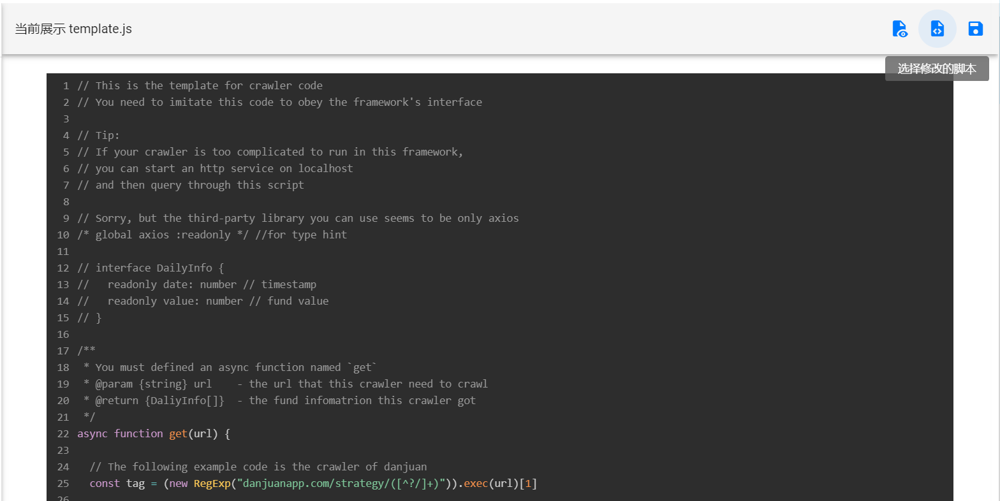 当前展示 template.js
选择修改的脚本
1 // This is the template for crawler code
2 // You need to imitate this code to obey the framework's interface
3
4 // Tip:
5 // If your crawler is too complicated to run in this framework,
6 // you can start an http service on localhost
7 // and then query through this script
8
9 // Sorry, but the third-party library you can use seems to be only axios
10 /* global axios :readonly */ //for type hint
11
12 // interface DailyInfo {
13 //   readonly date: number // timestamp
14 //   readonly value: number // fund value
15 // }
16
17 /**
18  * You must defined an async function named `get`
19  * @param {string} url    - the url that this crawler need to crawl
20  * @return {DaliyInfo[]}  - the fund infomatrion this crawler got
21  */
22 async function get(url) {
23
24   // The following example code is the crawler of danjuan
25   const tag = (new RegExp("danjuanapp.com/strategy/([^?/]+)")).exec(url)[1]
26